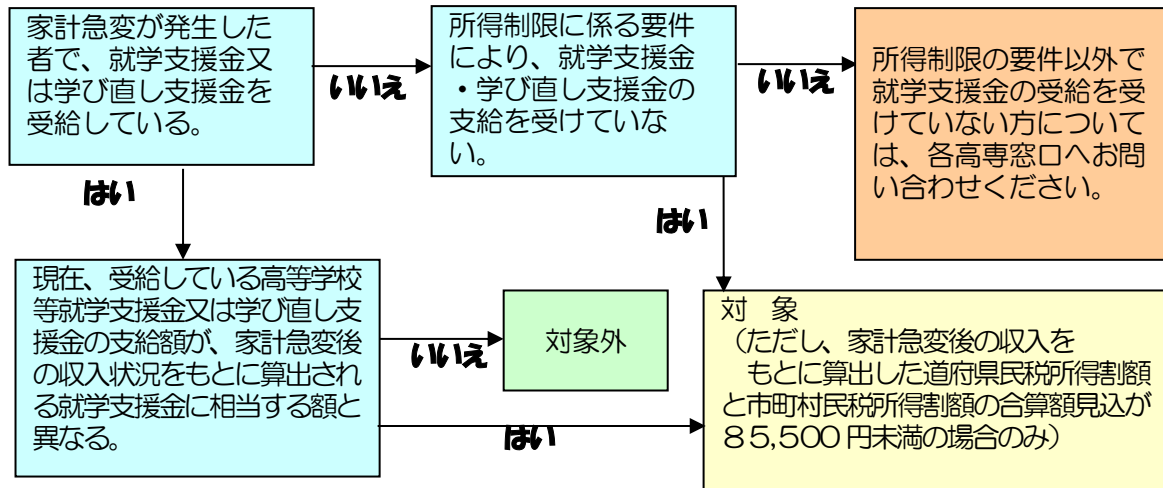 家計急変が発生した
者で、就学支援金又
は学び直し支援金を
受給している。
いいえ
所得制限に係る要件
により、就学支援金
・学び直し支援金の
支給を受けていな
い。
いいえ
所得制限の要件以外で
就学支援金の受給を受
けていない方について
は、各高専窓口へお問
い合わせください。
はい
はい
現在、受給している高等学校
等就学支援金又は学び直し支
援金の支給額が、家計急変後
の収入状況をもとに算出され
る就学支援金に相当する額と
異なる。
いいえ
対象外
はい
対　象
（ただし、家計急変後の収入を
もとに算出した道府県民税所得割額
と市町村民税所得割額の合算額見込が
８５,５００円未満の場合のみ）